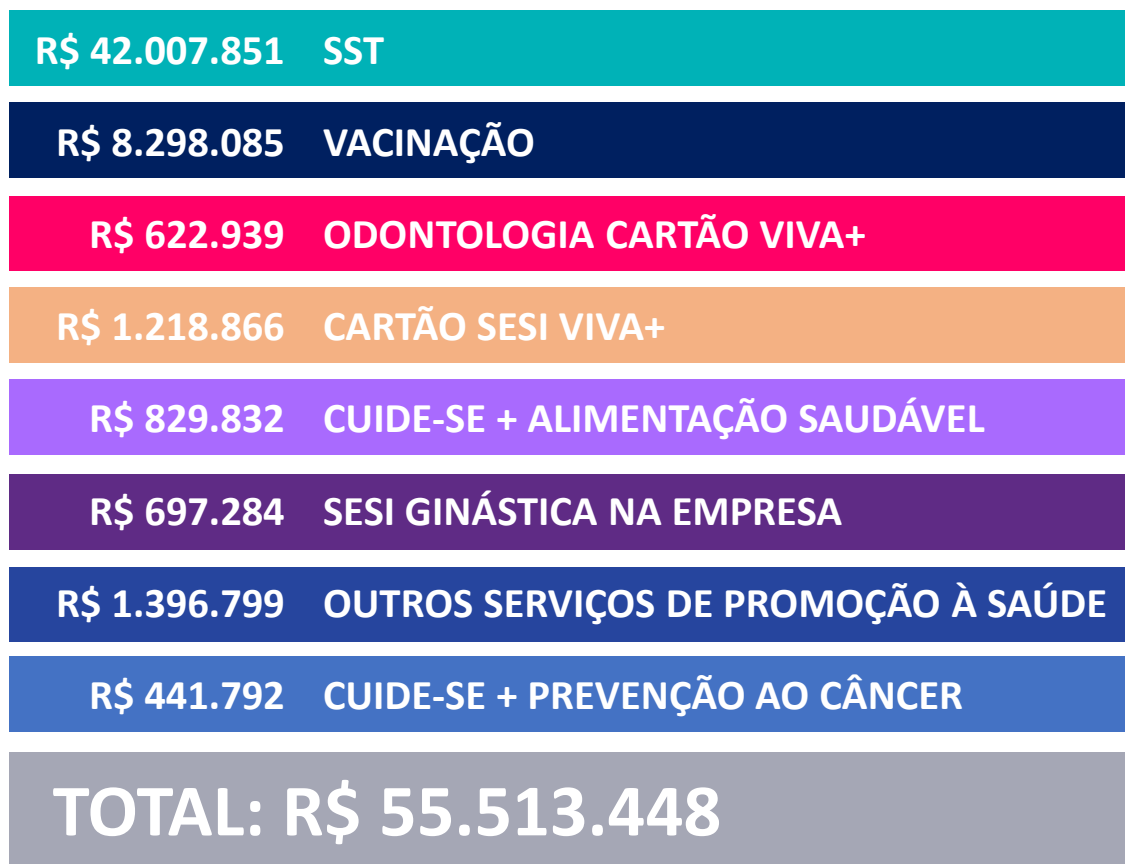 R$ 42.007.851 SST
R$ 8.298.085 VACINAÇÃO
R$ 622.939 ODONTOLOGIA CARTÃO VIVA+
R$ 1.218.866 CARTÃO SESI VIVA+
R$ 829.832 CUIDE-SE + ALIMENTAÇÃO SAUDÁVEL
R$ 697.284 SESI GINÁSTICA NA EMPRESA
R$ 1.396.799 OUTROS SERVIÇOS DE PROMOÇÃO À SAÚDE
R$ 441.792 CUIDE-SE + PREVENÇÃO AO CÂNCER
TOTAL: R$ 55.513.448